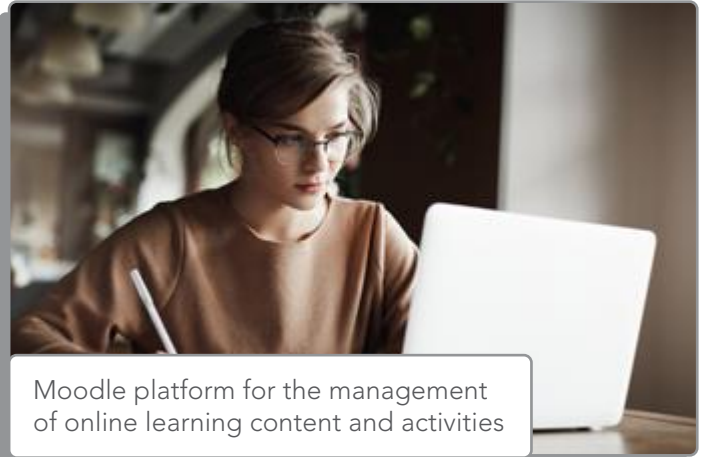 Moodle platform for the management
of online learning content and activities